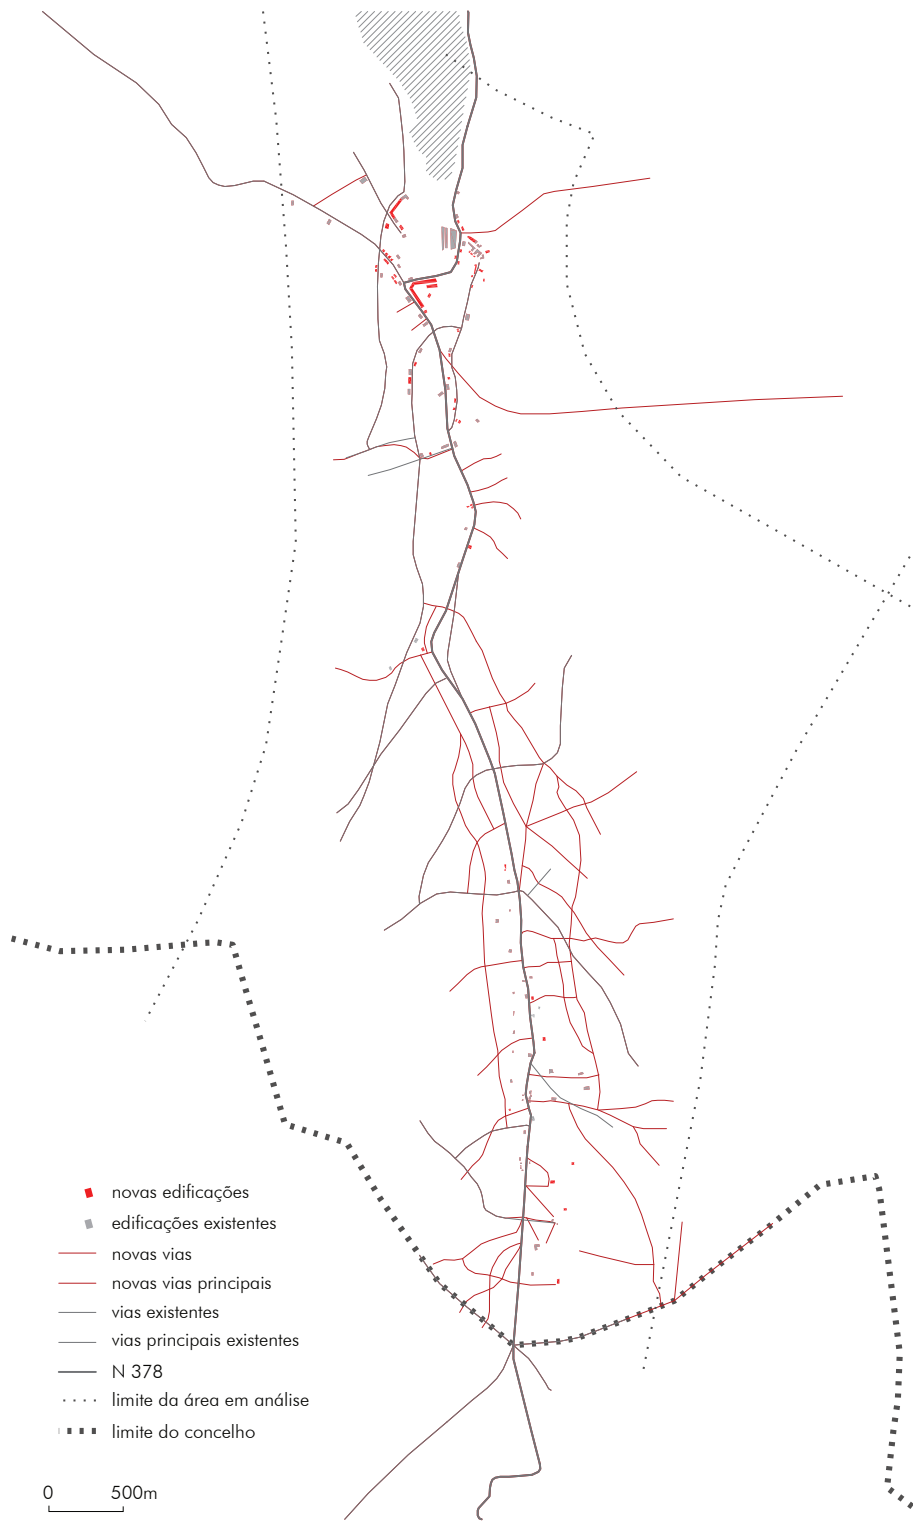 novas edificações
edificações existentes
novas vias
novas vias principais
vias existentes
vias principais existentes
N 378
limite da área em análise
limite do concelho
0 500m